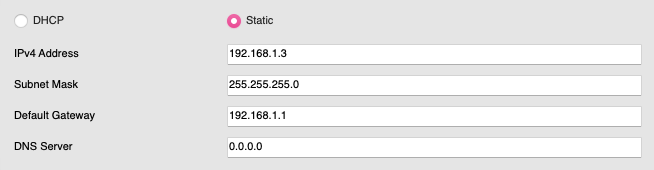 DHCP Static
IPv4 Address 192.168.1.3
Subnet Mask 255.255.255.0
Default Gateway 192.168.1.1
DNS Server 0.0.0.0